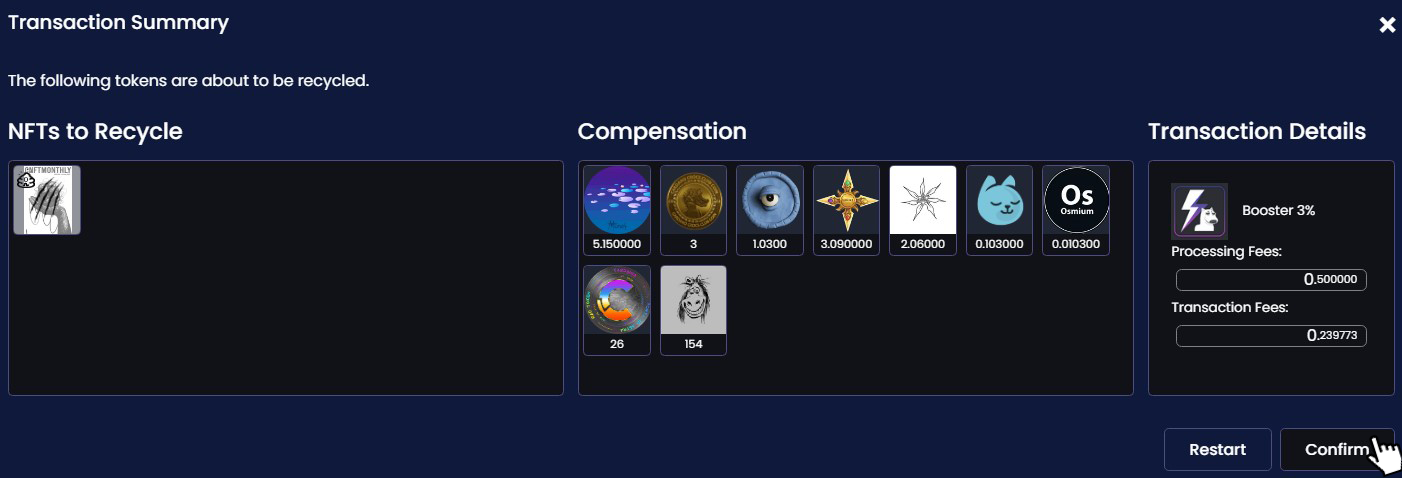 Transaction Summary
The following tokens are about to be recycled.
NFTs to Recycle
Compensation
Transaction Details
5.150000
3
1.0300
3.090000
2.06000
0.103000
Os
Osmium
0.010300
26
154
Booster 3%
Processing Fees:
0.500000
Transaction Fees:
0.239773
Restart
Confirm